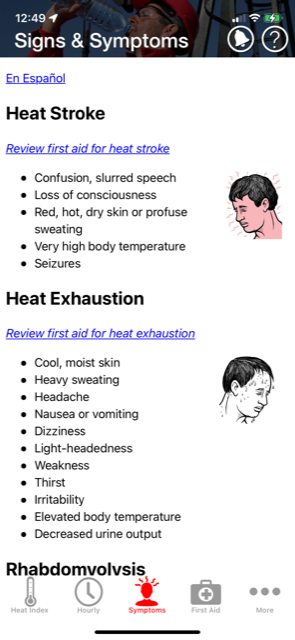 12:49
Signs & Symptoms
En Español
Heat Stroke
Review first aid for heat stroke
Confusion, slurred speech
Loss of consciousness
Red, hot, dry skin or profuse
sweating
Very high body temperature
Seizures
Heat Exhaustion
Review first aid for heat exhaustion
Cool, moist skin
Heavy sweating
Headache
Nausea or vomiting
Dizziness
Light-headedness
Weakness
Thirst
Irritability
Elevated body temperature
Decreased urine output
Rhabdomyolysis
Heat Index Hourly Symptoms First Aid More